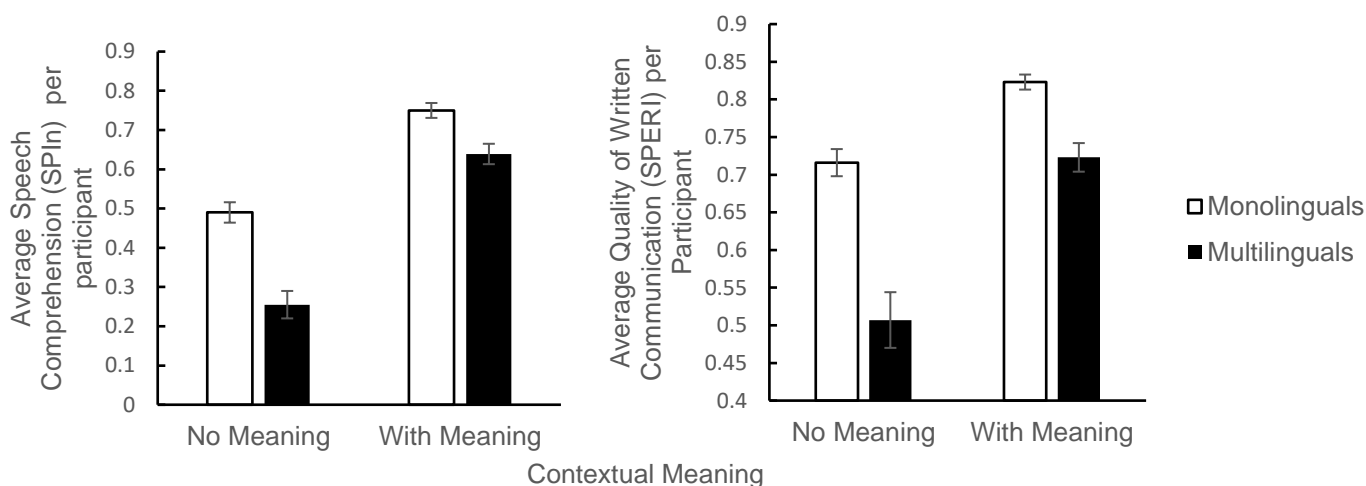 Average Speech
Comprehension (SPIn) per
participant
0.9
0.8
0.7
0.6
0.5
0.4
0.3
0.2
0.1
0
No Meaning With Meaning
Average Quality of Written
Communication (SPERI) per
Participant
0.9
0.85
0.8
0.75
0.7
0.65
0.6
0.55
0.5
0.45
0.4
No Meaning With Meaning
Contextual Meaning
Monolinguals
Multilinguals